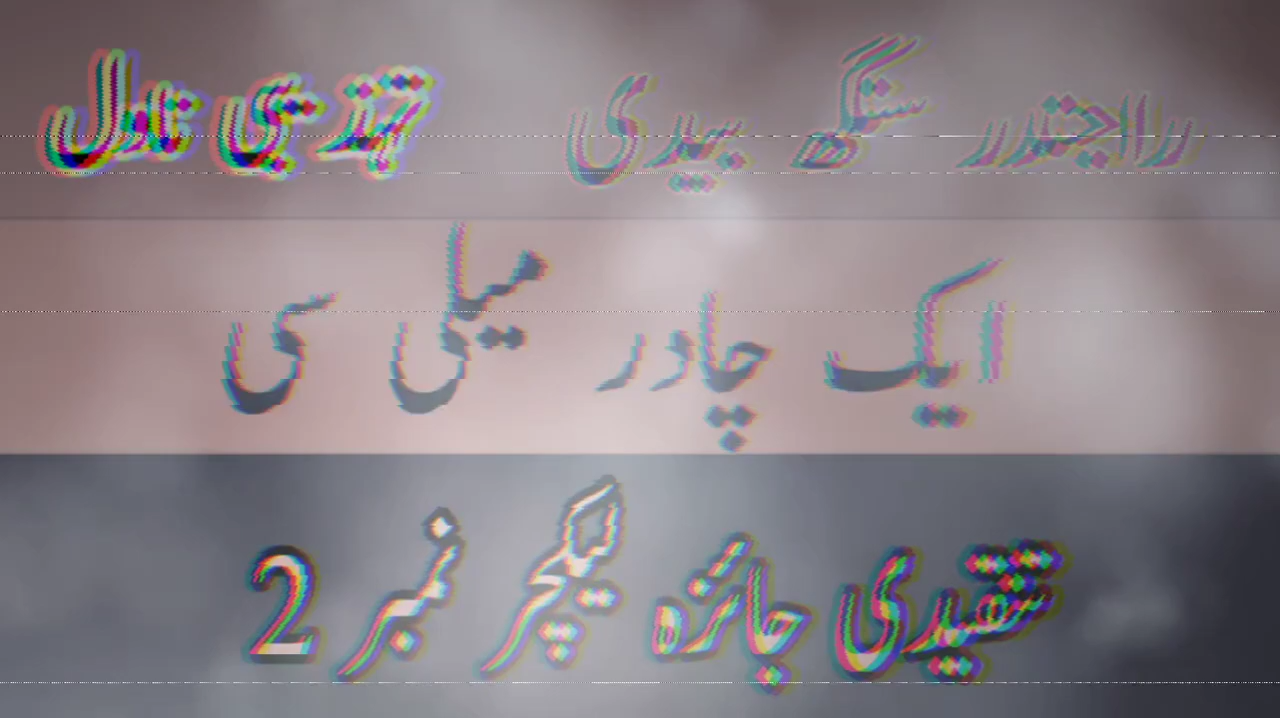 راجندر سنگھ بیدی تہذیبی ناول
ایک چادر میلی سی
تنقیدی جائزہ لیکچر نمبر 2